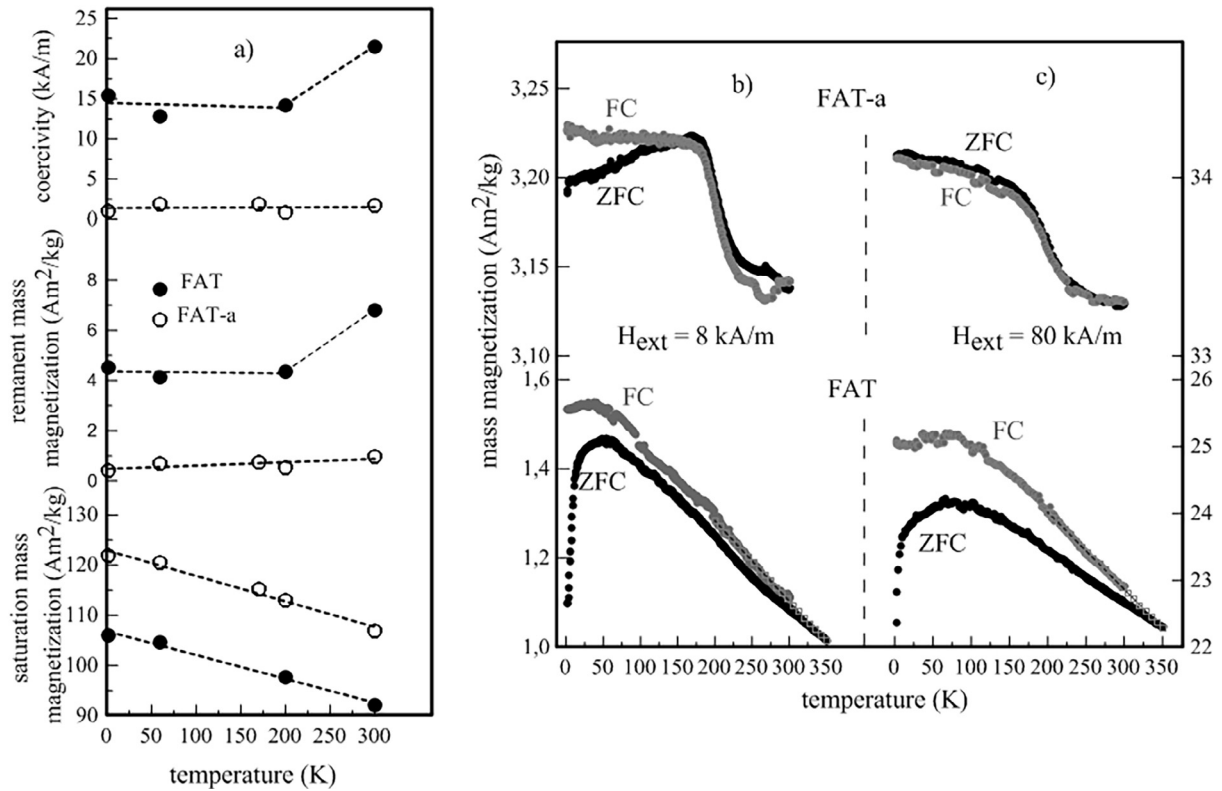 a)
coercivity (kA/m)
25
20
15
10
5
0
remanent mass
magnetization (Am²/kg)
8
6
4
2
0
FAT
FAT-a
saturation mass
magnetization (Am²/kg)
130
120
110
100
90
0 50 100 150 200 250 300
temperature (K)
b)
c)
FAT-a
FC
ZFC
ZFC
FC
mass magnetization (Am²/kg)
3,25
3,20
3,15
3,10
34
33
H_ext = 8 kA/m
H_ext = 80 kA/m
FAT
1,6
1,4
1,2
1,0
FC
ZFC
FC
ZFC
26
25
24
23
22
0 50 100 150 200 250 300 350
0 50 100 150 200 250 300 350
temperature (K)